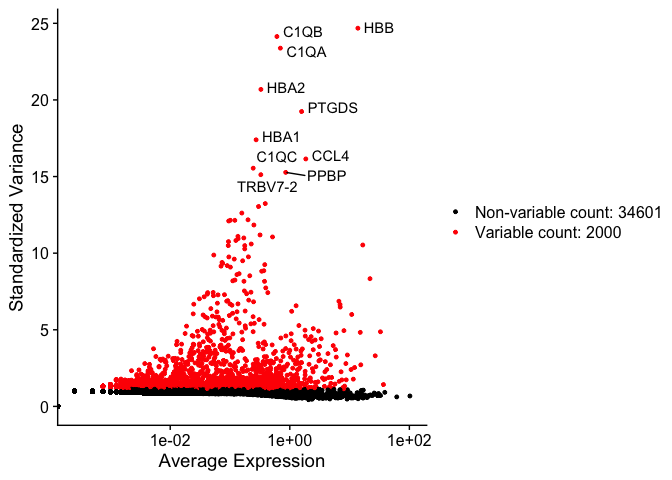 25
C1QB
HBB
C1QA
20
HBA2
PTGDS
HBA1
C1QC
CCL4
15
PPBP
TRBV7-2
Standardized Variance
Non-variable count: 34601
Variable count: 2000
10
5
0
1e-02
1e+00
1e+02
Average Expression